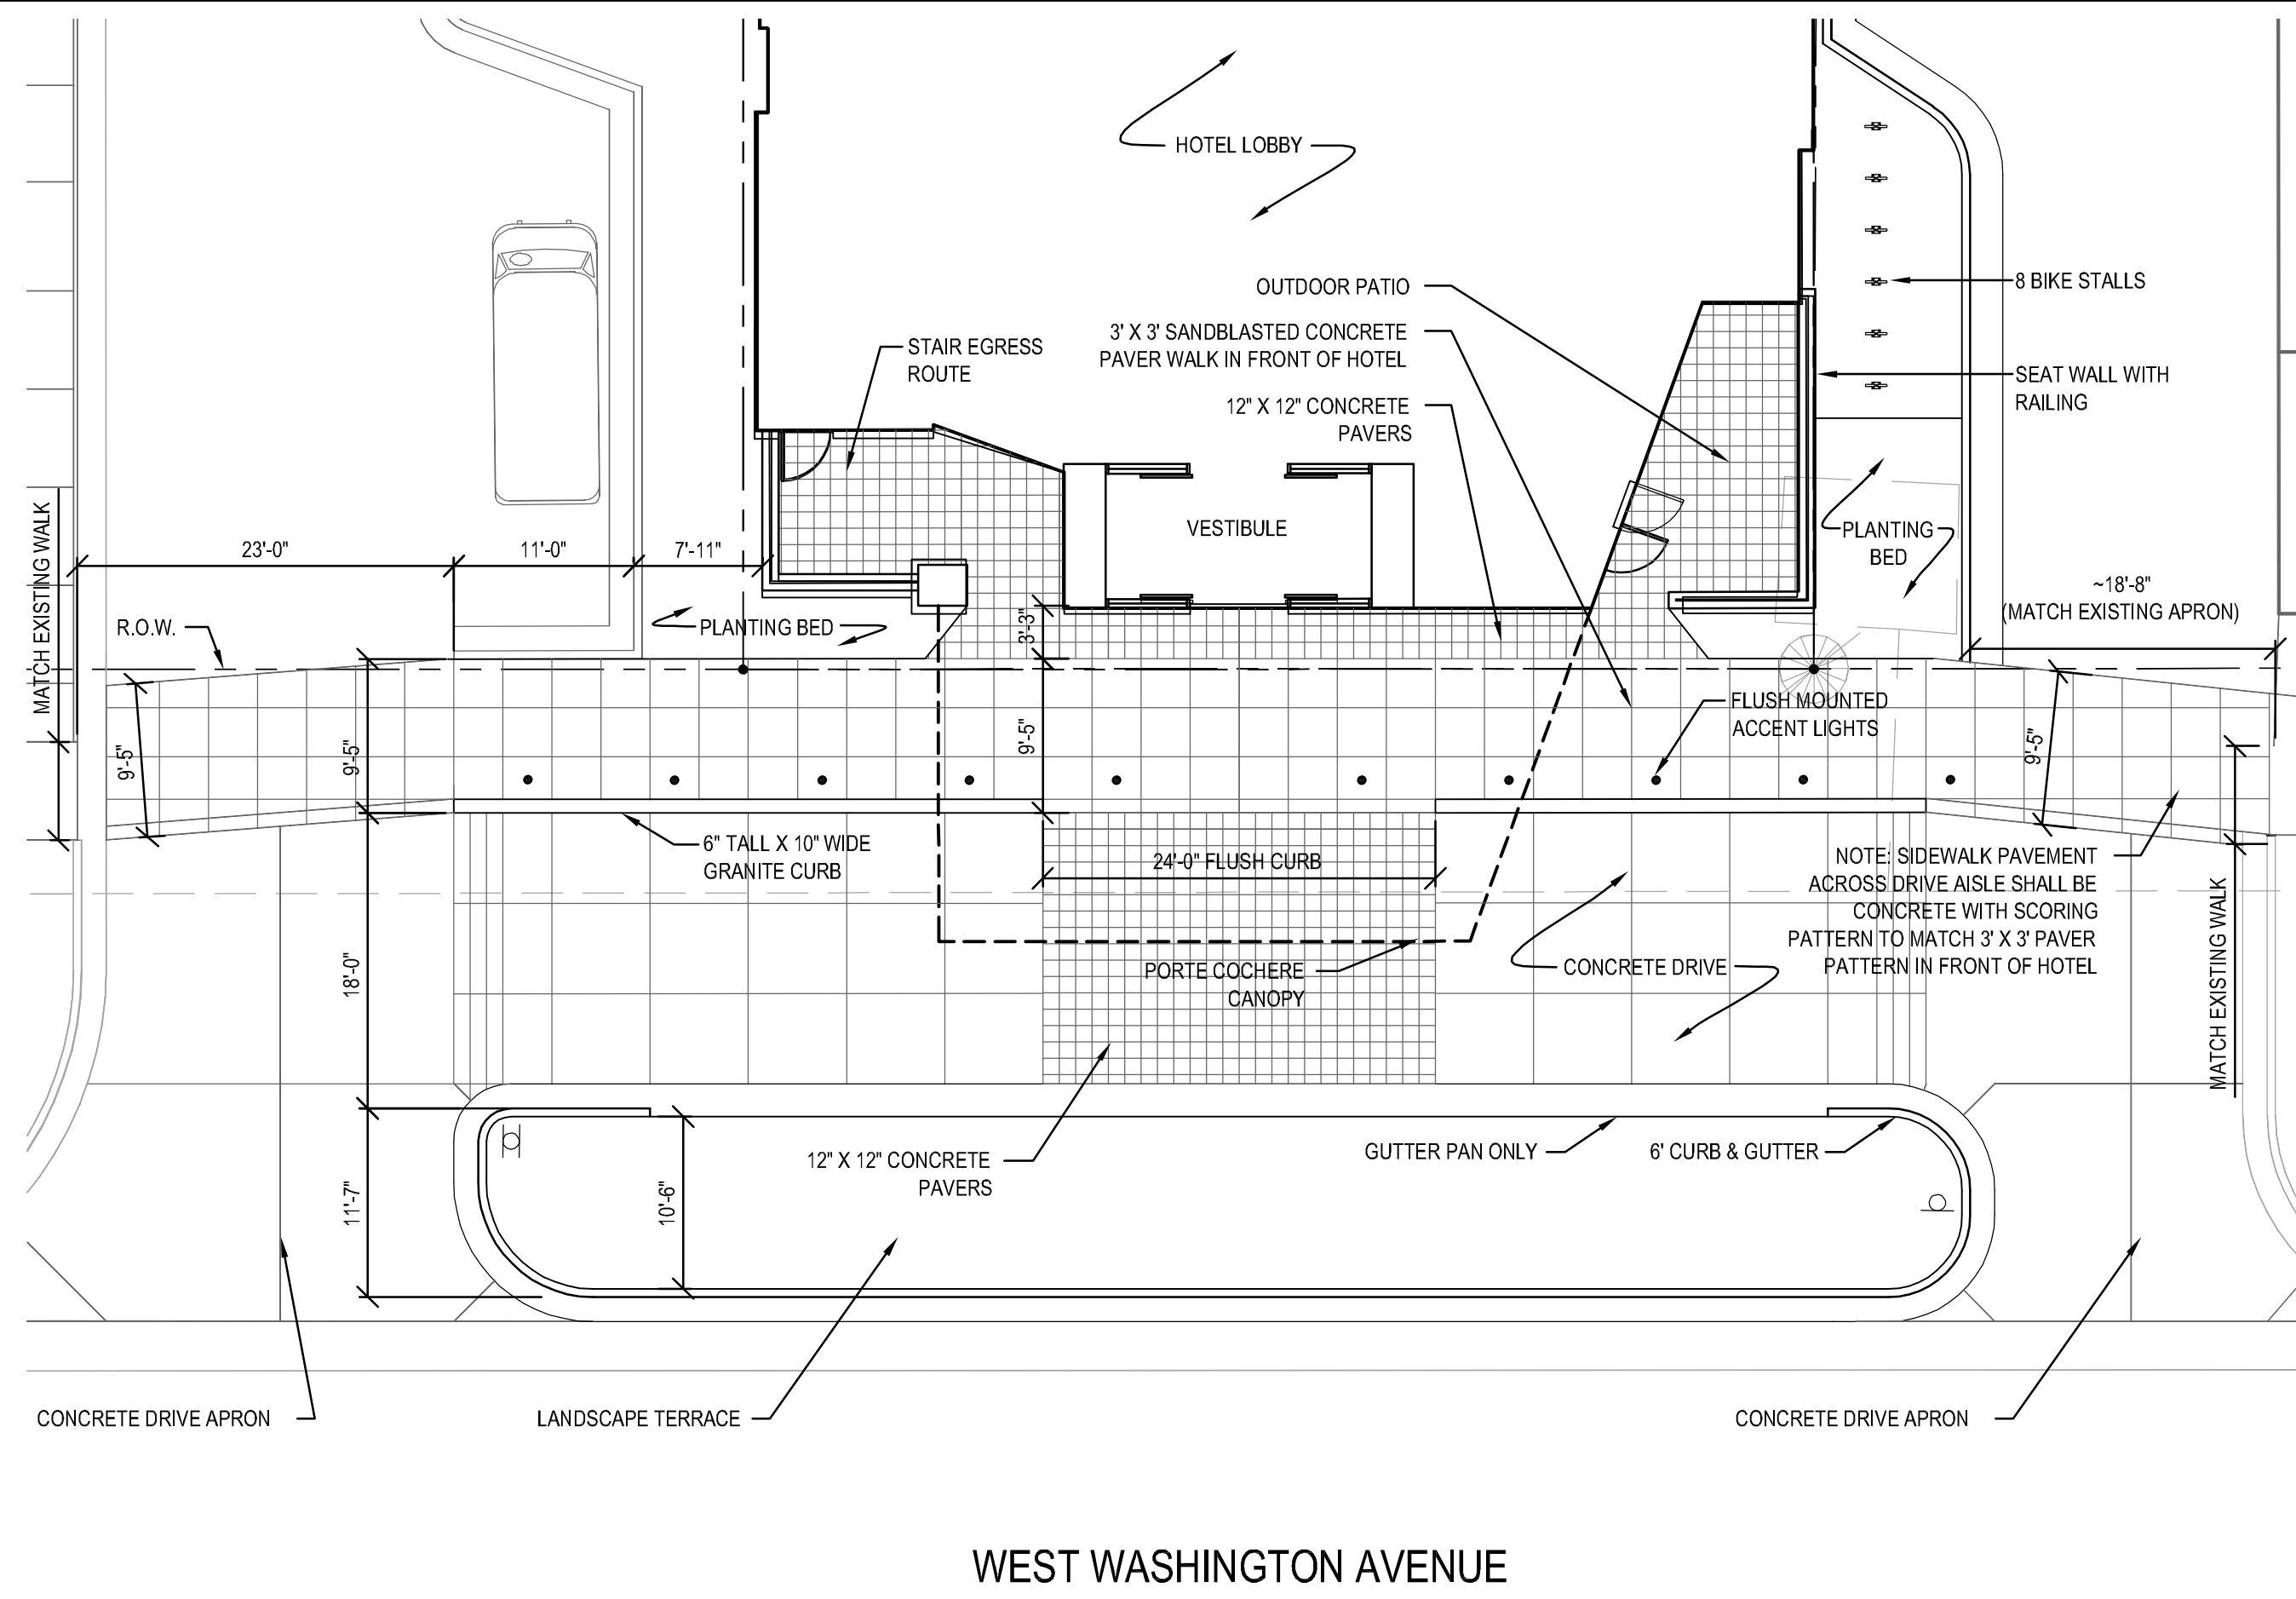 HOTEL LOBBY
OUTDOOR PATIO
8 BIKE STALLS
3' X 3' SANDBLASTED CONCRETE
PAVER WALK IN FRONT OF HOTEL
STAIR EGRESS
ROUTE
SEAT WALL WITH
RAILING
12" X 12" CONCRETE
PAVERS
VESTIBULE
PLANTING
BED
23'-0"
11'-0"
7'-11"
~18'-8"
(MATCH EXISTING APRON)
MATCH EXISTING WALK
R.O.W.
PLANTING BED
3'-3"
FLUSH MOUNTED
ACCENT LIGHTS
9'-5"
9'-5"
9'-5"
9'-5"
6" TALL X 10" WIDE
GRANITE CURB
24'-0" FLUSH CURB
NOTE: SIDEWALK PAVEMENT
ACROSS DRIVE AISLE SHALL BE
CONCRETE WITH SCORING
PATTERN TO MATCH 3' X 3' PAVER
PATTERN IN FRONT OF HOTEL
MATCH EXISTING WALK
18'-0"
PORTE COCHERE
CANOPY
CONCRETE DRIVE
12" X 12" CONCRETE
PAVERS
GUTTER PAN ONLY
6' CURB & GUTTER
11'-7"
10'-6"
CONCRETE DRIVE APRON
LANDSCAPE TERRACE
CONCRETE DRIVE APRON
WEST WASHINGTON AVENUE